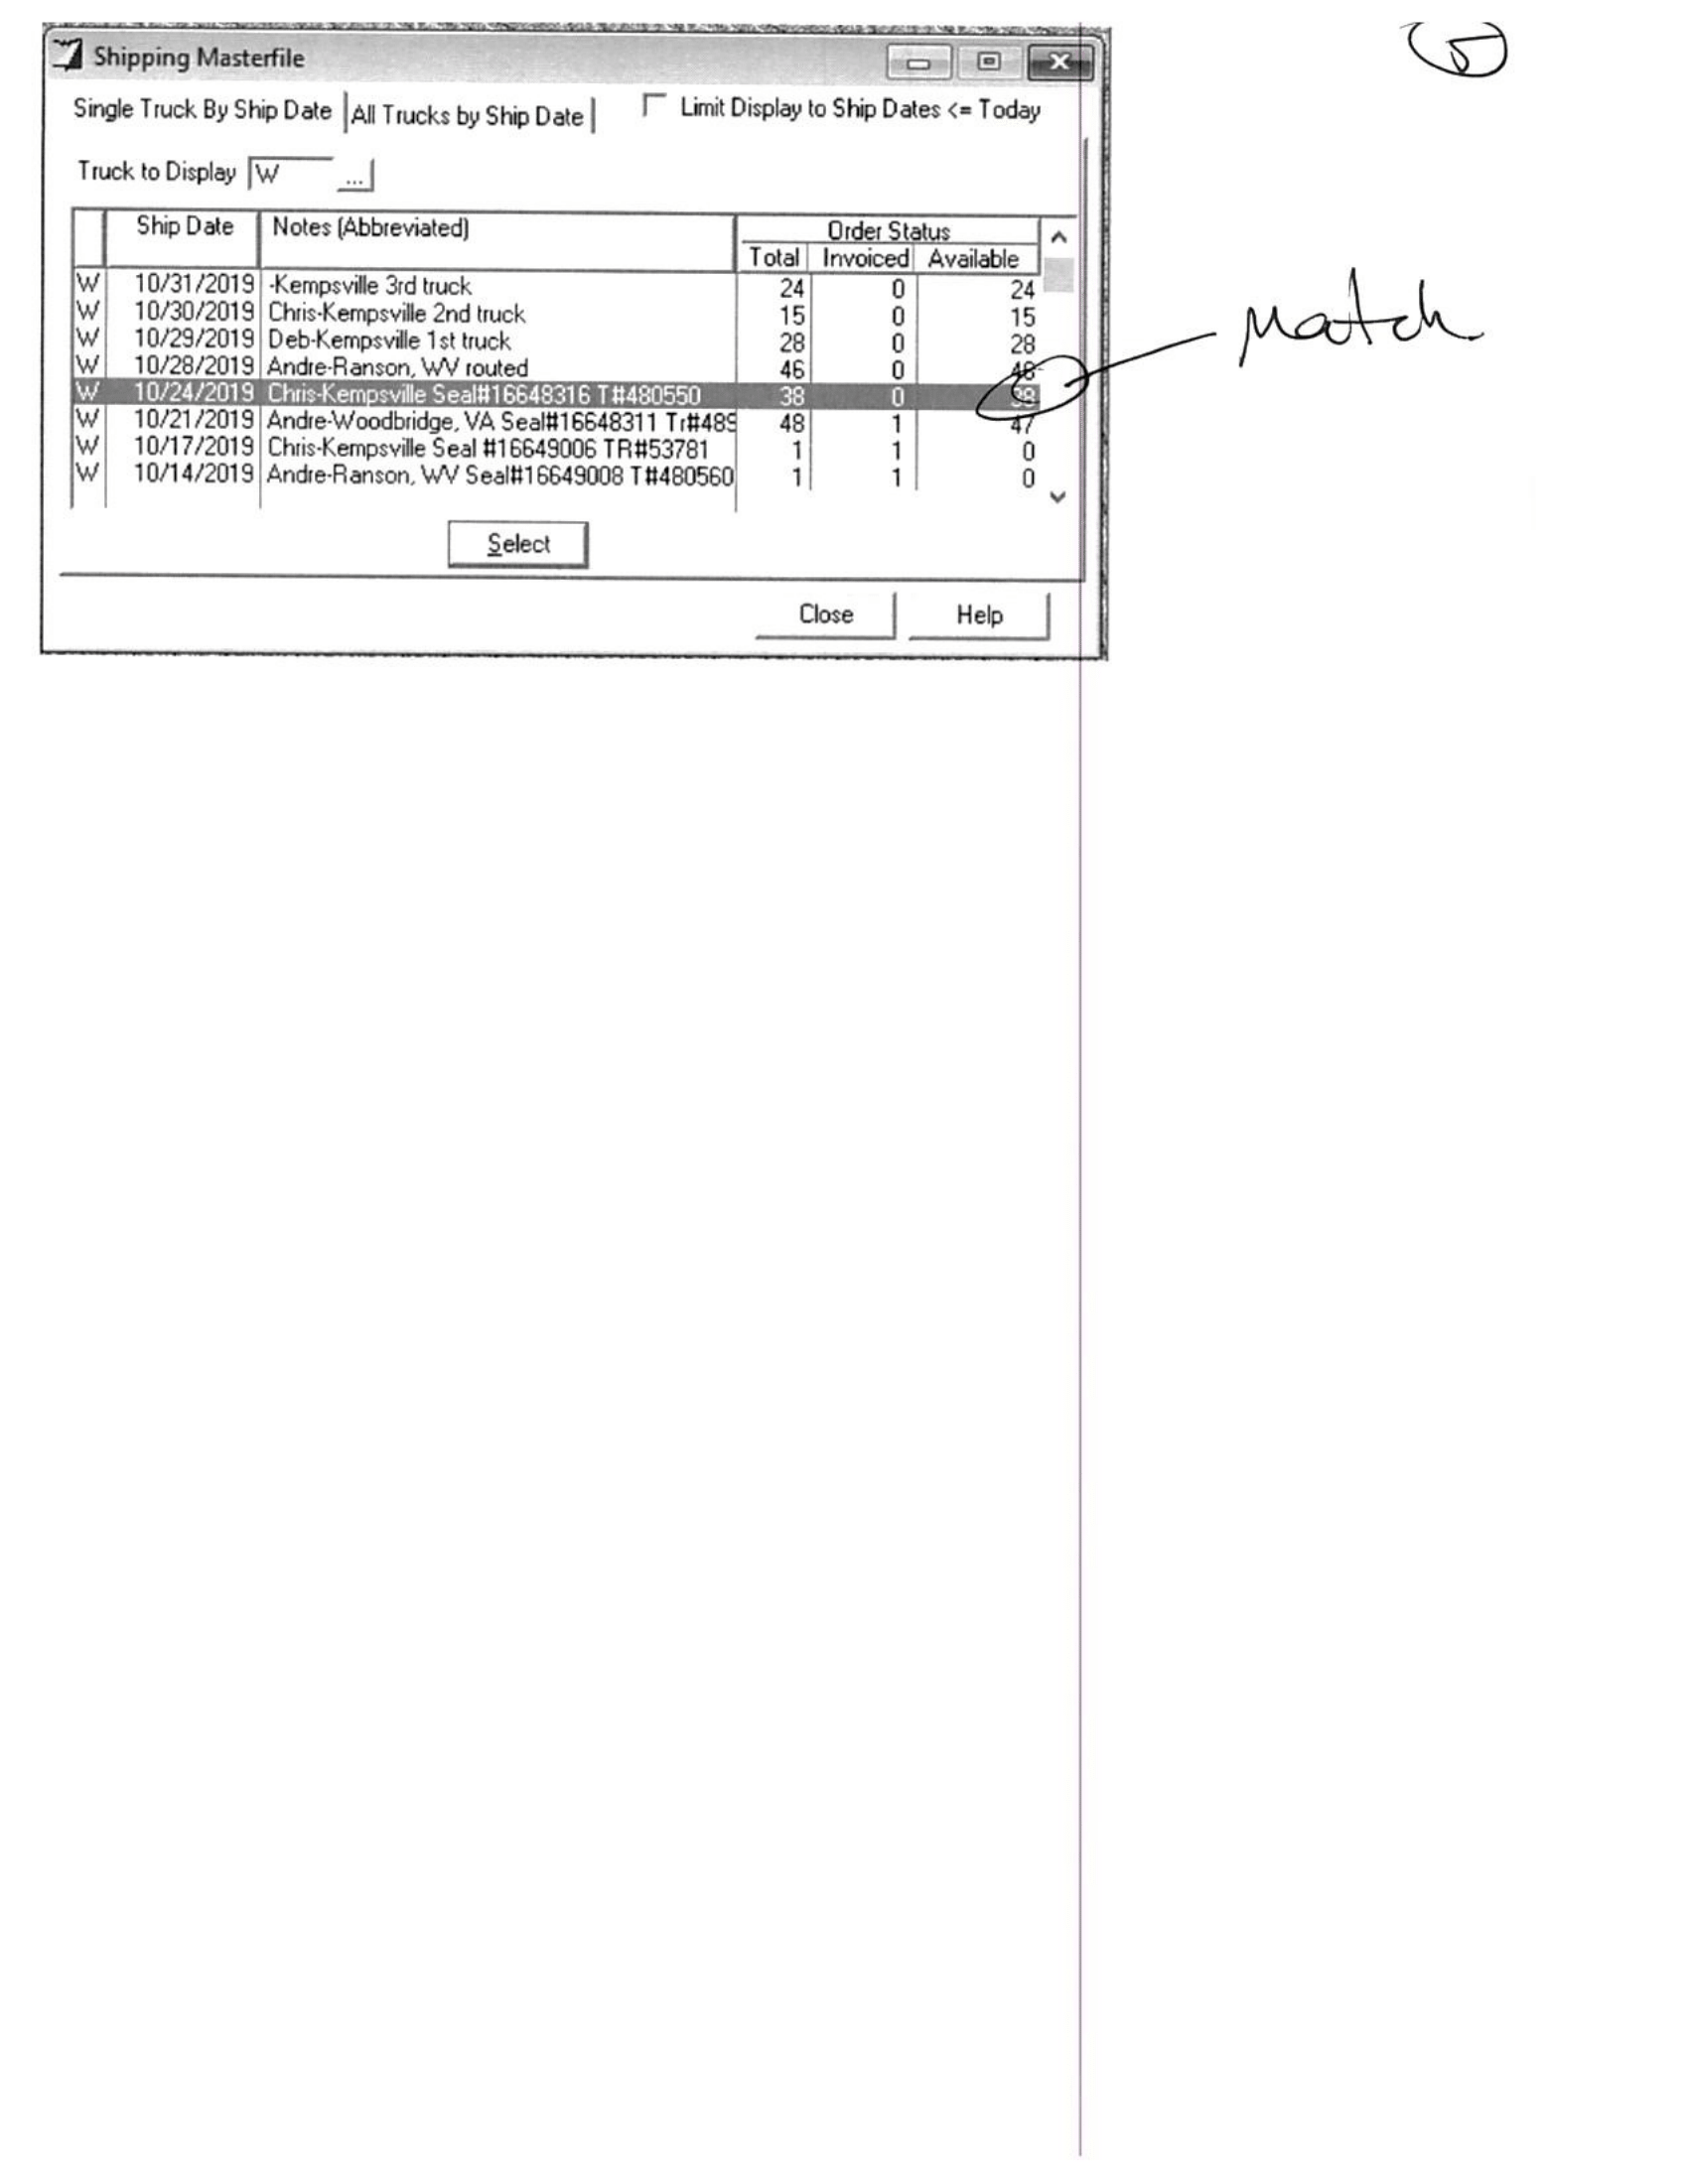 5
Shipping Masterfile
Single Truck By Ship Date All Trucks by Ship Date Limit Display to Ship Dates <= Today
Truck to Display W ...
Ship Date Notes (Abbreviated) Order Status
Total Invoiced Available
W 10/31/2019 -Kempsville 3rd truck 24 0 24
W 10/30/2019 Chris-Kempsville 2nd truck 15 0 15
W 10/29/2019 Deb-Kempsville 1st truck 28 0 28
W 10/28/2019 Andre-Ranson, WV routed 46 0 46
W 10/24/2019 Chris-Kempsville Seal#16648316 T#480550 38 0 38
W 10/21/2019 Andre-Woodbridge, VA Seal#16648311 Tr#489 48 1 47
W 10/17/2019 Chris-Kempsville Seal #16649006 TR#53781 1 1 0
W 10/14/2019 Andre-Ranson, WV Seal#16649008 T#480560 1 1 0
Match
Select
Close Help